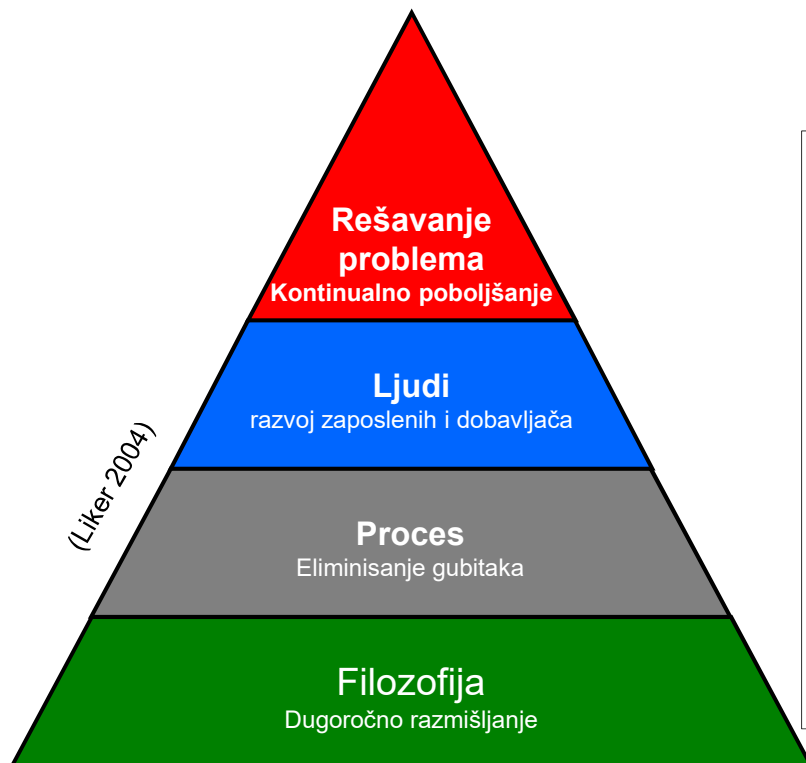 Rešavanje
problema
Kontinualno poboljšanje
Ljudi
razvoj zaposlenih i dobavljača
(Liker 2004)
Proces
Eliminisanje gubitaka
Filozofija
Dugoročno razmišljanje